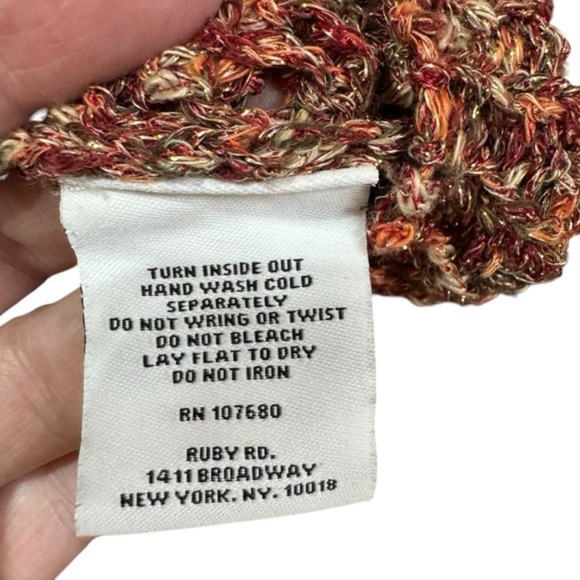 TURN INSIDE OUT
HAND WASH COLD
SEPARATELY
DO NOT WRING OR TWIST
DO NOT BLEACH
LAY FLAT TO DRY
DO NOT IRON
RN 107680
RUBY RD.
1411 BROADWAY
NEW YORK. NY. 10018